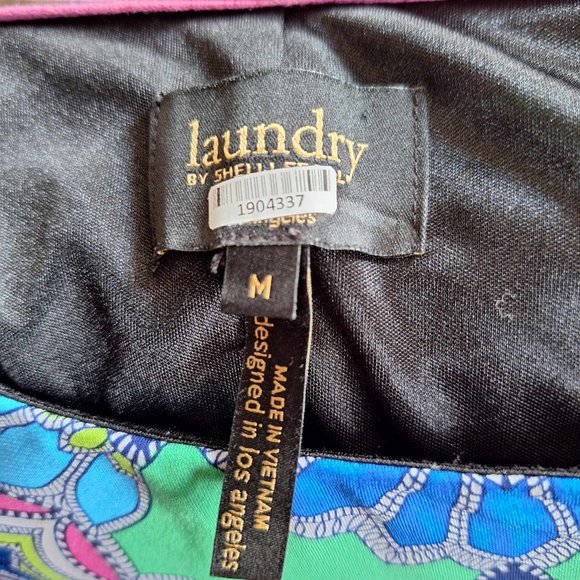 laundry
BY SHELLI
1904337
M
MADE IN VIETNAM
designed in los angeles